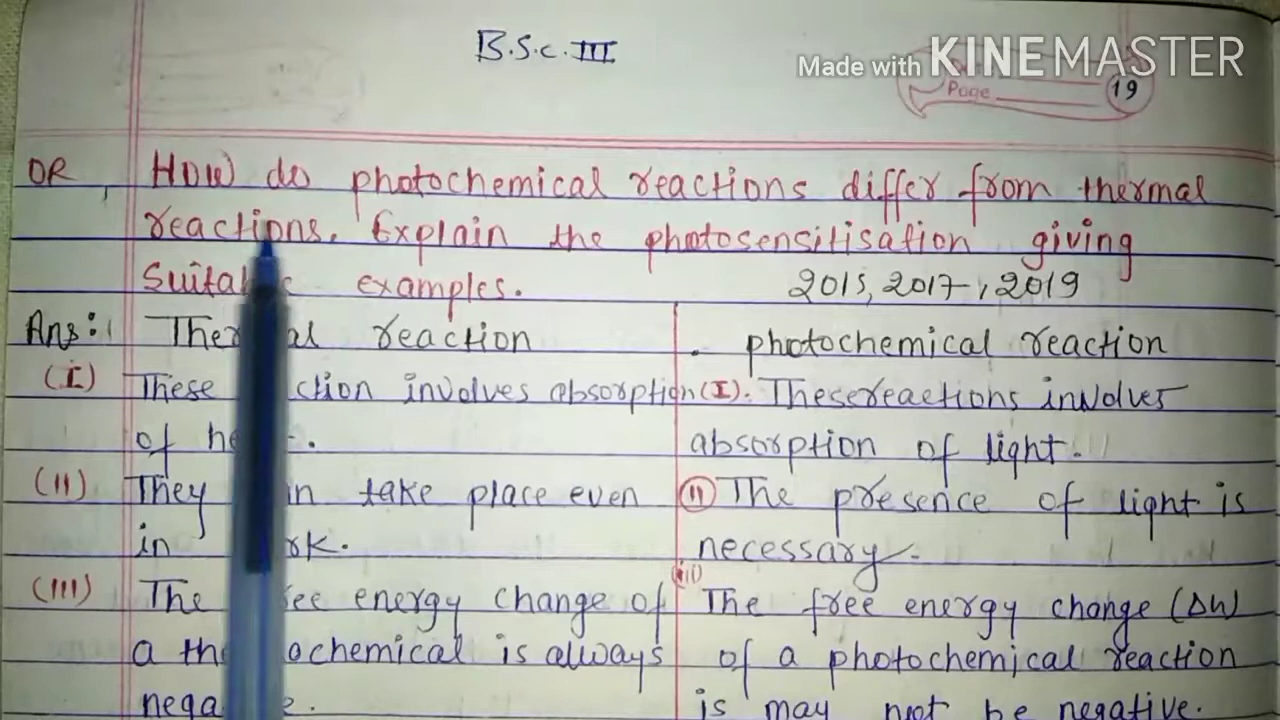 B.Sc. III
Made with KINEMASTER
Page 19
OR, How do photochemical reactions differ from thermal
reactions. Explain the photosensitisation giving
examples.
2015, 2017, 2019
Ans:
reaction
photochemical reaction
(I) These involves absorption
of
(I). These reactions involves
absorption of light.
(II) They take place even
in
(II) The presence of light is
necessary.
(III) The energy change of
a is always
(iii) The free energy change (ΔW)
of a photochemical reaction
is may not be negative.